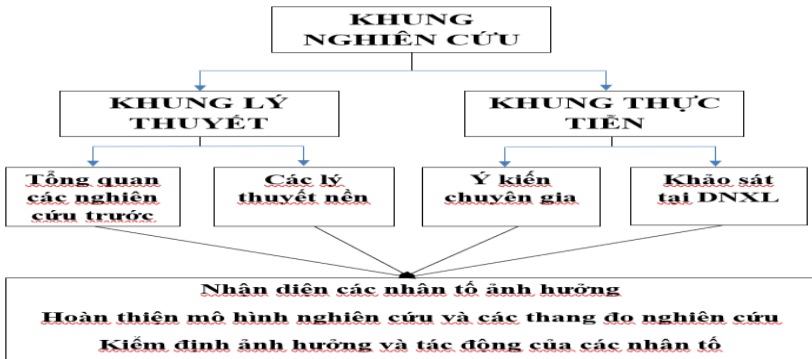 KHUNG
NGHIÊN CỨU
KHUNG LÝ
THUYẾT
KHUNG THỰC
TIỄN
Tổng quan
các nghiên
cứu trước
Các lý
thuyết nền
Ý kiến
chuyên gia
Khảo sát
tại DNXL
Nhận diện các nhân tố ảnh hưởng
Hoàn thiện mô hình nghiên cứu và các thang đo nghiên cứu
Kiểm định ảnh hưởng và tác động của các nhân tố